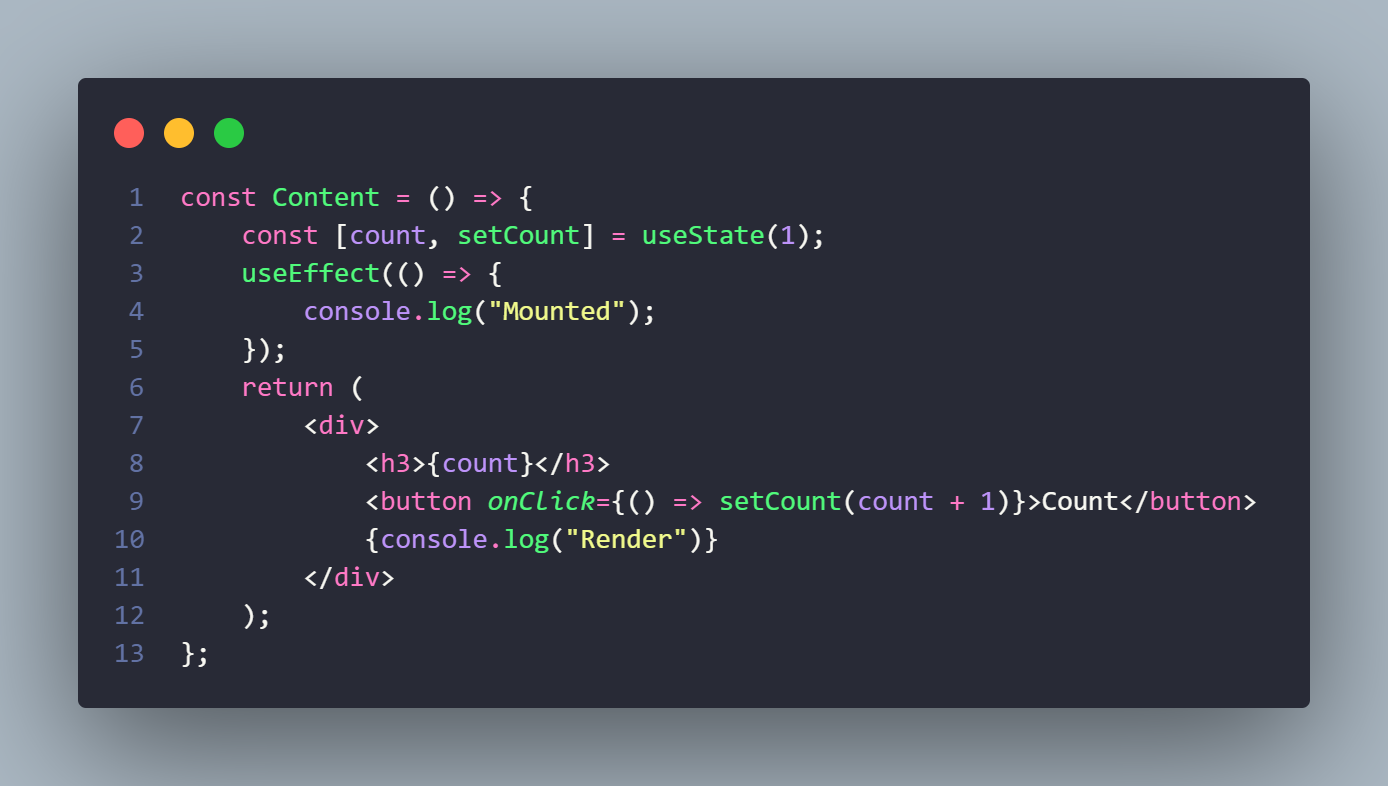 1 const Content = () => {
2     const [count, setCount] = useState(1);
3     useEffect(() => {
4         console.log("Mounted");
5     });
6     return (
7         <div>
8             <h3>{count}</h3>
9             <button onClick={() => setCount(count + 1)}>Count</button>
10             {console.log("Render")}
11         </div>
12     );
13 };